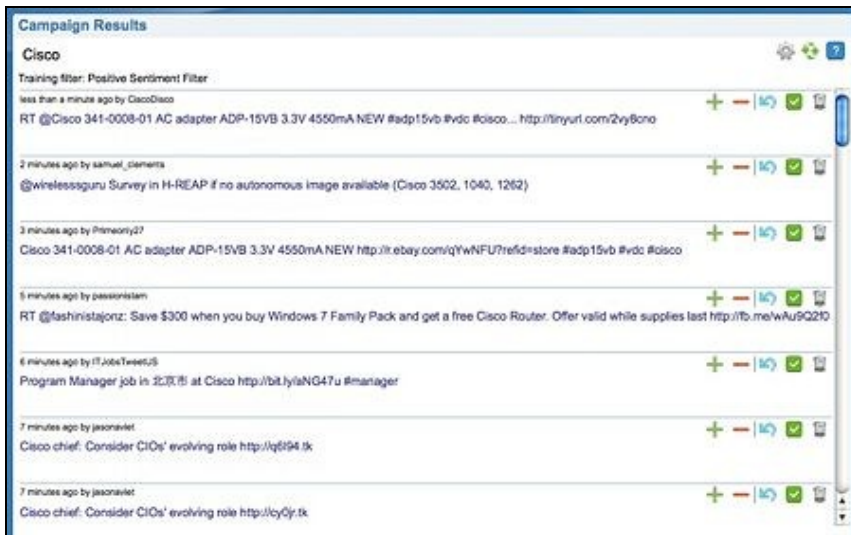 Campaign Results
Cisco
?
Training filter: Positive Sentiment Filter
less than a minute ago by CiscoDisco
RT @Cisco 341-0008-01 AC adapter ADP-15VB 3.3V 4550mA NEW #adp15vb #vdc #cisco... http://tinyurl.com/2vy8cno
2 minutes ago by samuel_clements
@wirelessguru Survey in H-REAP if no autonomous image available (Cisco 3502, 1040, 1262)
3 minutes ago by Primeonly27
Cisco 341-0008-01 AC adapter ADP-15VB 3.3V 4550mA NEW http://r.ebay.com/qYwNFU?refid=store #adp15vb #vdc #cisco
5 minutes ago by passionistam
RT @fashinistajonz: Save $300 when you buy Windows 7 Family Pack and get a free Cisco Router. Offer valid while supplies last http://fb.me/wAu9Q2f0
6 minutes ago by ITJobsTweetUS
Program Manager job in 北京市 at Cisco http://bit.ly/aNG47u #manager
7 minutes ago by jasonaviet
Cisco chief: Consider CIOs' evolving role http://q6l94.tk
7 minutes ago by jasonaviet
Cisco chief: Consider CIOs' evolving role http://cy0jr.tk